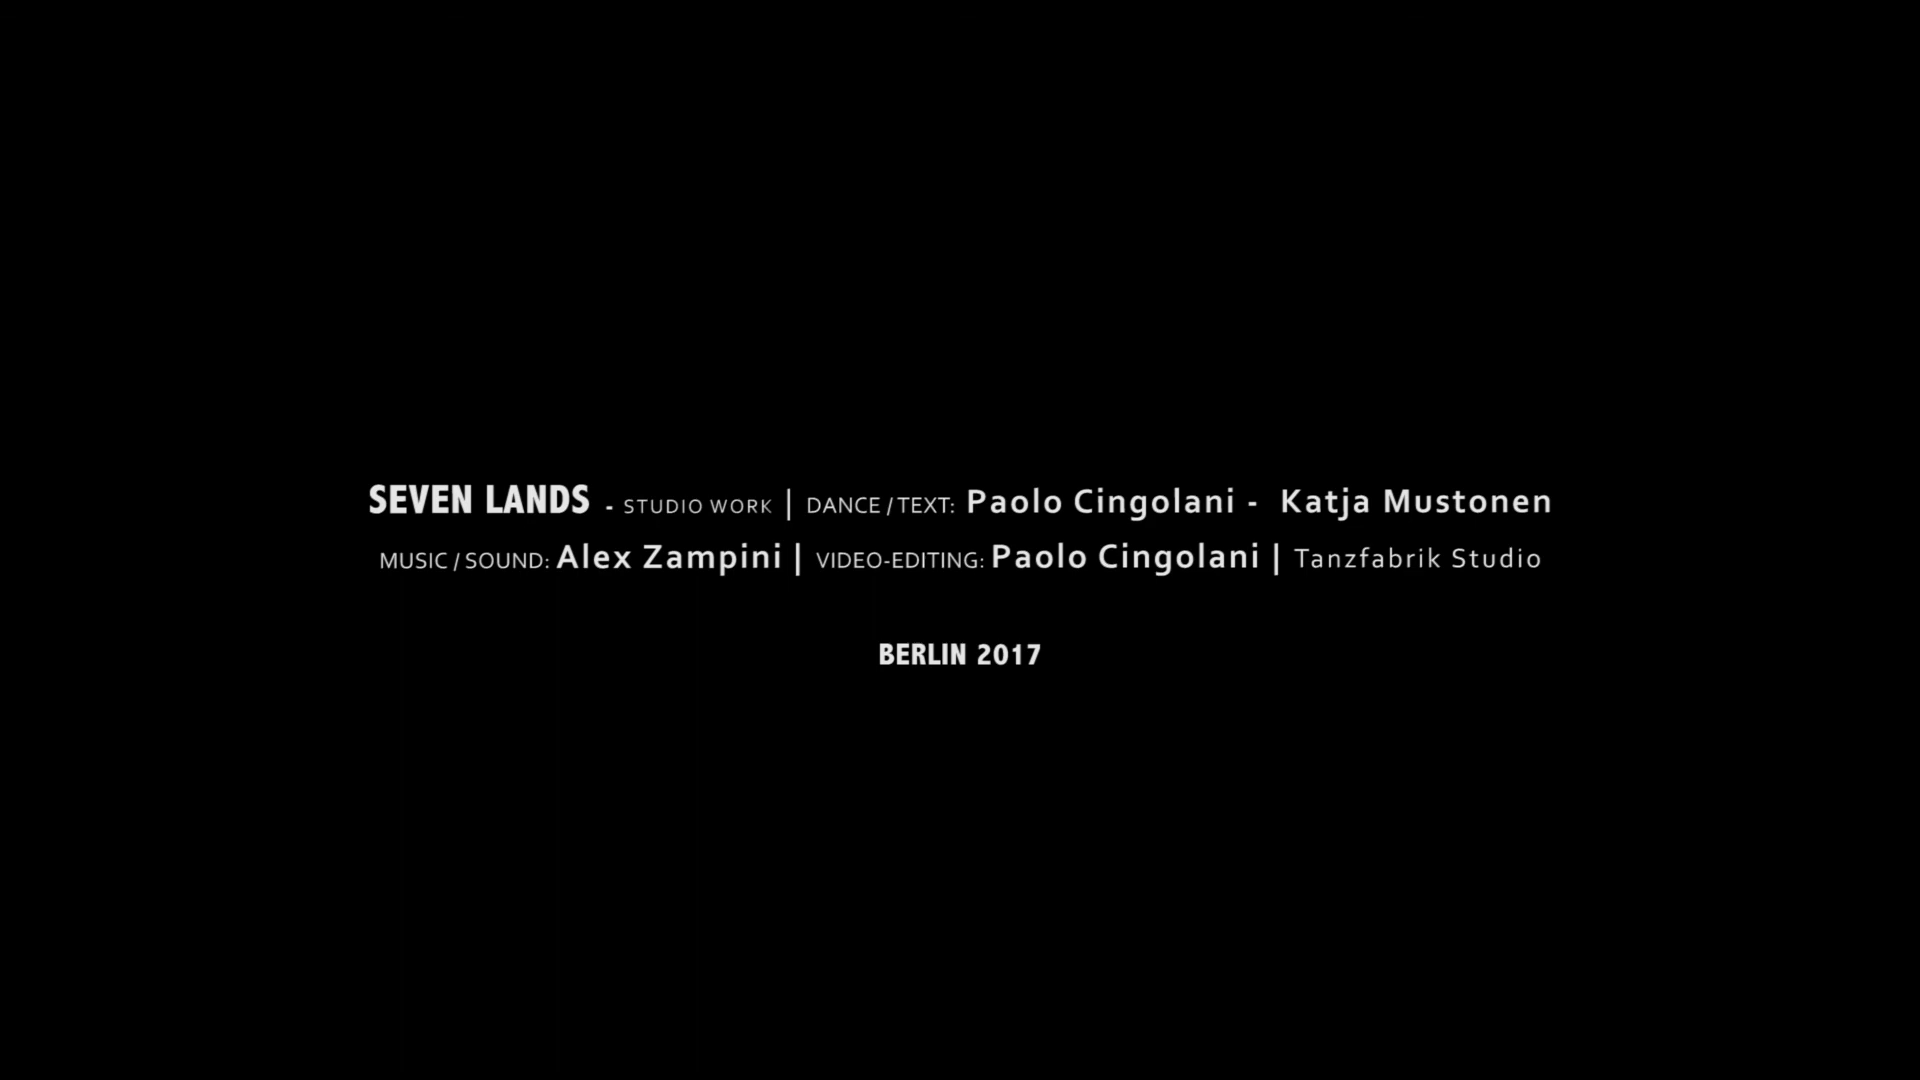 SEVEN LANDS - STUDIO WORK | DANCE / TEXT: Paolo Cingolani - Katja Mustonen
MUSIC / SOUND: Alex Zampini | VIDEO-EDITING: Paolo Cingolani | Tanzfabrik Studio
BERLIN 2017